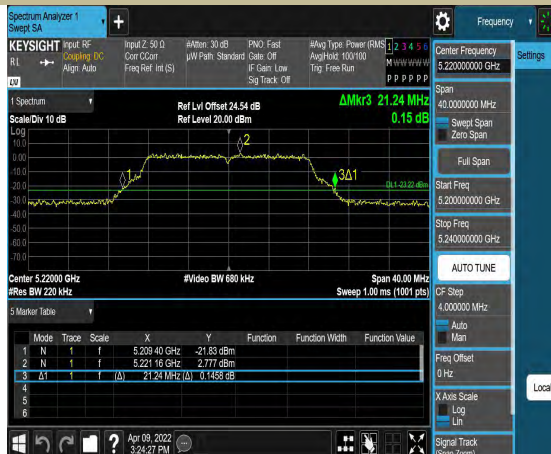 Spectrum Analyzer 1
Swept SA
Frequency
KEYSIGHT
Input: RF
Input Z: 50 Ω
#Atten: 30 dB
PNO: Fast
#Avg Type: Power (RMS
1 2 3 4 5 6
RL
Coupling: DC
Corr CCorr
µW Path: Standard
Gate: Off
Avg|Hold: 100/100
M W W W W W
Align: Auto
Freq Ref: Int (S)
IF Gain: Low
Trig: Free Run
Sig Track: Off
P P P P P P
1 Spectrum
Ref Lvl Offset 24.54 dB
ΔMkr3 21.24 MHz
Scale/Div 10 dB
Ref Level 20.00 dBm
0.15 dB
Log
10.0
0.00
-10.0
-20.0
-30.0
-40.0
-50.0
-60.0
-70.0
1
2
3Δ1
DL1 -23.22 dBm
Center 5.22000 GHz
#Video BW 680 kHz
Span 40.00 MHz
#Res BW 220 kHz
Sweep 1.00 ms (1001 pts)
5 Marker Table
Mode Trace Scale X Y Function Function Width Function Value
1 N 1 f 5.209 40 GHz -21.83 dBm
2 N 1 f 5.221 16 GHz 2.777 dBm
3 Δ1 1 f (Δ) 21.24 MHz (Δ) 0.1458 dB
4
5
6
?
Apr 09, 2022
3:24:27 PM
Center Frequency
5.220000000 GHz
Settings
Span
40.0000000 MHz
Swept Span
Zero Span
Full Span
Start Freq
5.200000000 GHz
Stop Freq
5.240000000 GHz
AUTO TUNE
CF Step
4.000000 MHz
Auto
Man
Freq Offset
0 Hz
Local
X Axis Scale
Log
Lin
Signal Track
(Span Zoom)